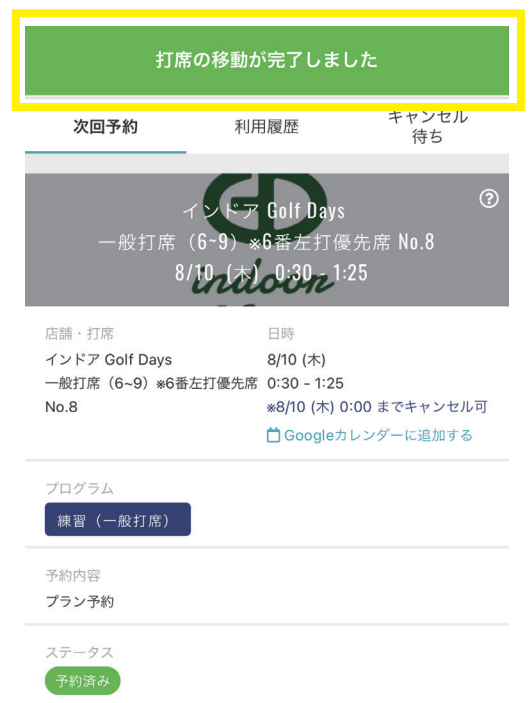 打席の移動が完了しました
次回予約
利用履歴
キャンセル
待ち
インドア Golf Days
一般打席（6~9）※6番左打優先席 No.8
8/10 (木) 0:30 - 1:25
GD
indoor
店舗・打席
インドア Golf Days
一般打席（6~9）※6番左打優先席
No.8
日時
8/10 (木)
0:30 - 1:25
※8/10 (木) 0:00 までキャンセル可
Googleカレンダーに追加する
プログラム
練習（一般打席）
予約内容
プラン予約
ステータス
予約済み